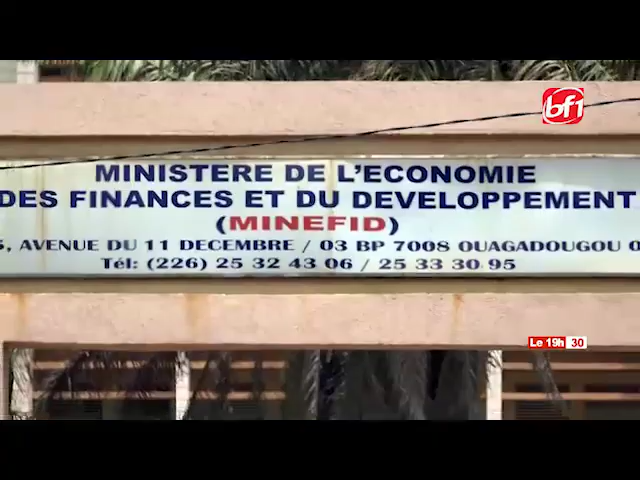 bf1
MINISTERE DE L'ECONOMIE
DES FINANCES ET DU DEVELOPPEMENT
(MINEFID)
, AVENUE DU 11 DECEMBRE / 03 BP 7008 OUAGADOUGOU
Tél: (226) 25 32 43 06 / 25 33 30 95
Le 19h 30